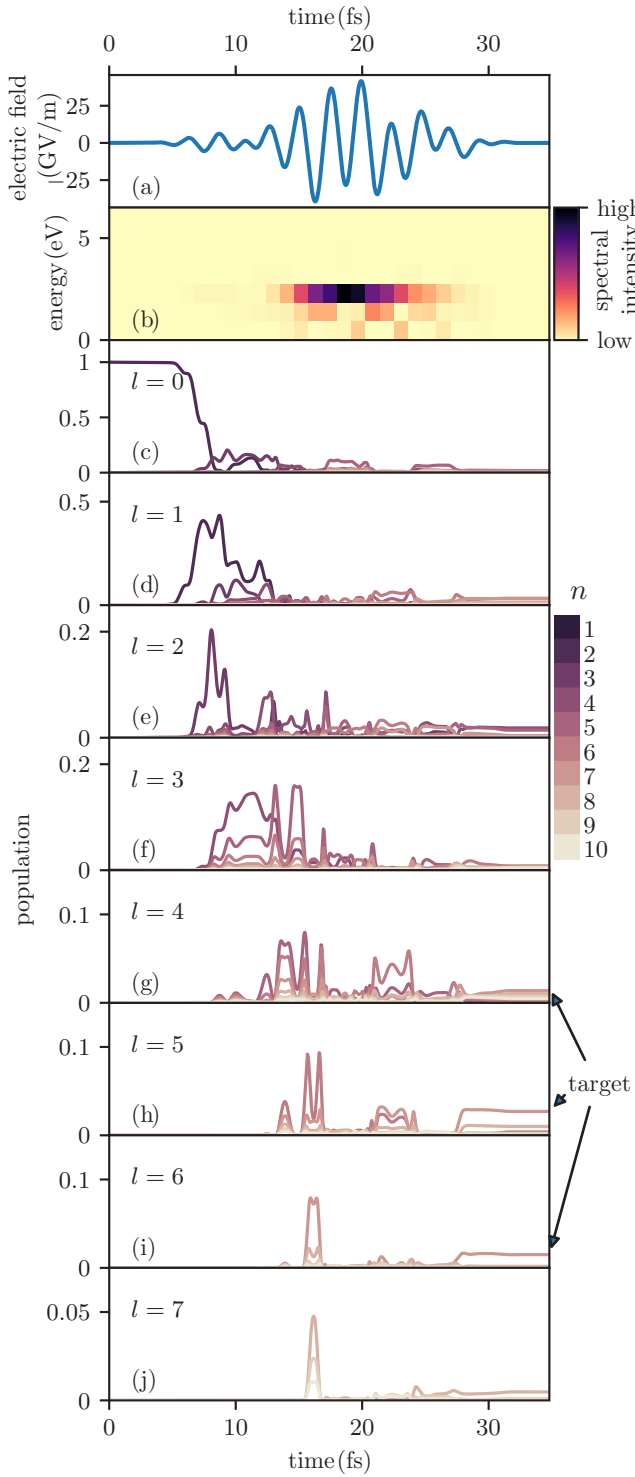 time (fs)
0 10 20 30
electric field
(GV/m)
25
0
−25
(a)
energy (eV)
5
0
(b)
high
low
spectral
intensity
1
0.5
0
l = 0
(c)
0.5
0
l = 1
(d)
0.2
0
l = 2
(e)
0.2
0
l = 3
(f)
population
0.1
0
l = 4
(g)
0.1
0
l = 5
(h)
0.1
0
l = 6
(i)
0.05
0
l = 7
(j)
n
1
2
3
4
5
6
7
8
9
10
target
0 10 20 30
time (fs)